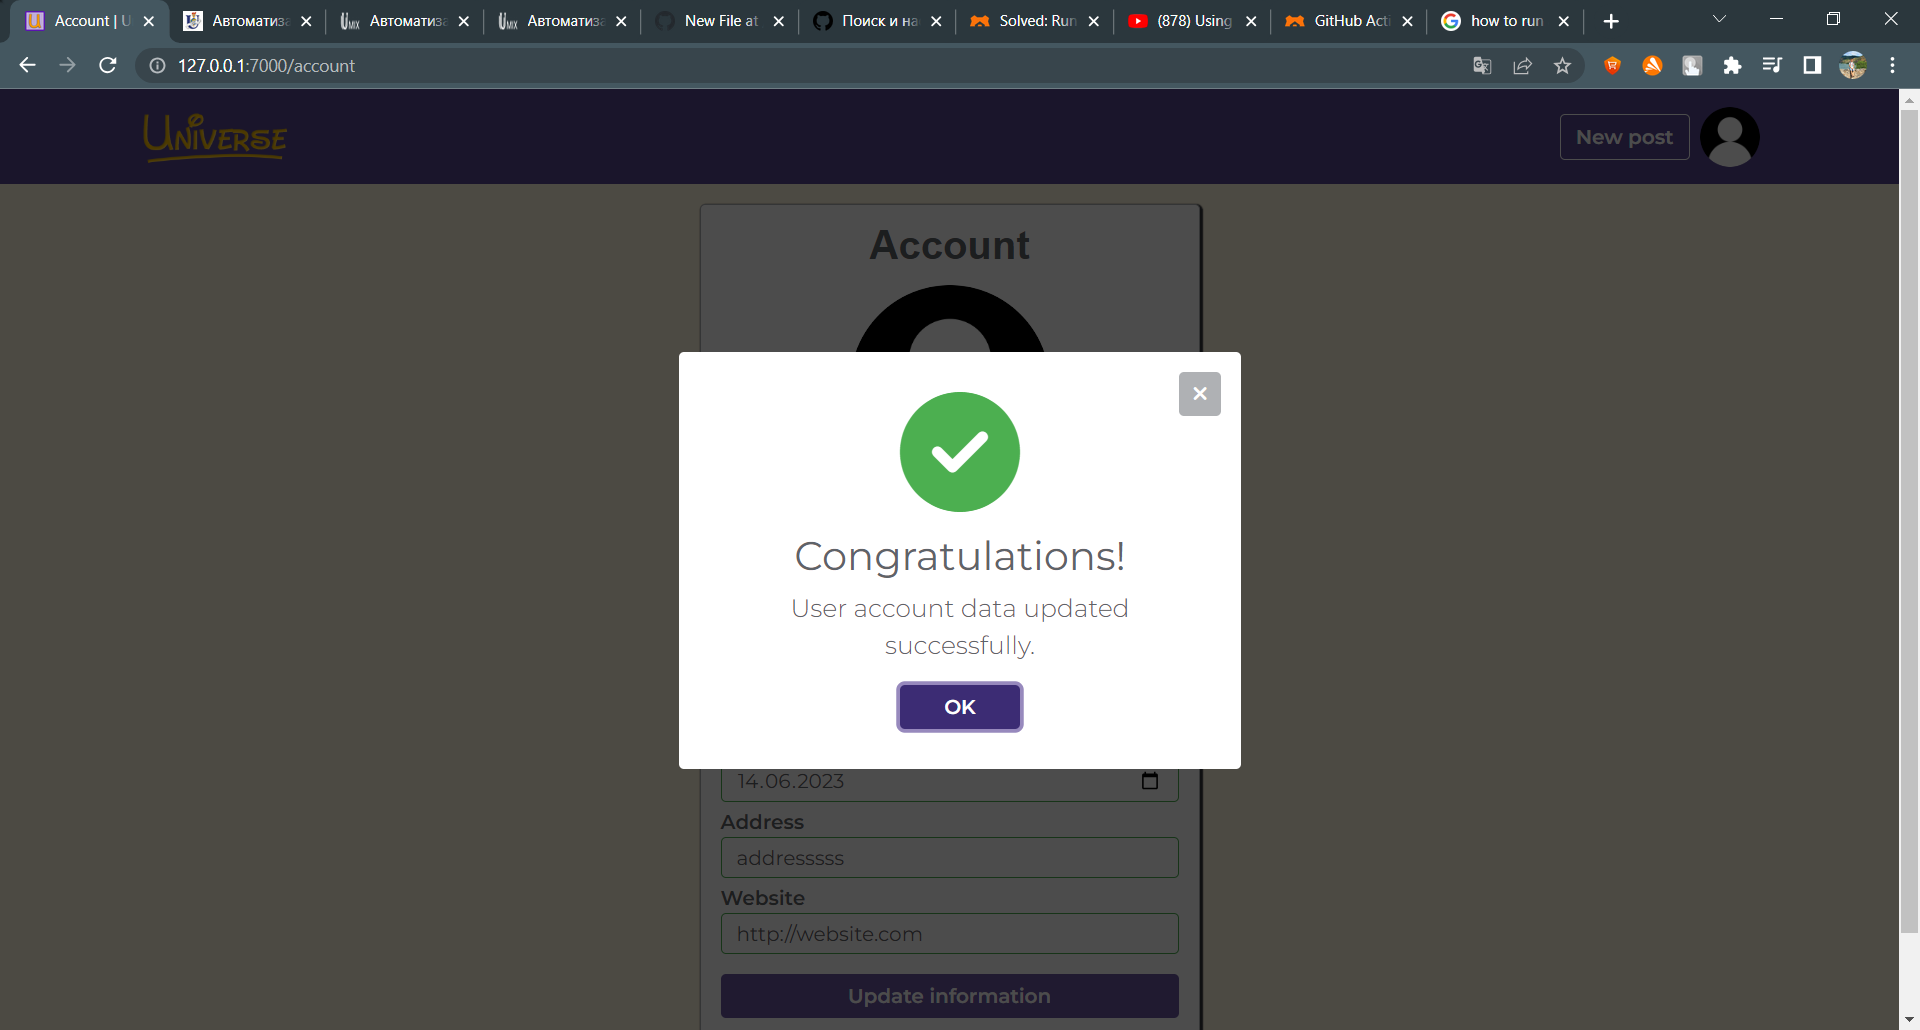 Account | U
Автоматиза
Автоматиза
Автоматиза
New File at
Поиск и на
Solved: Run
(878) Using
GitHub Acti
how to run
127.0.0.1:7000/account
UNIVERSE
New post
Account
Congratulations!
User account data updated
successfully.
OK
14.06.2023
Address
addresssss
Website
http://website.com
Update information